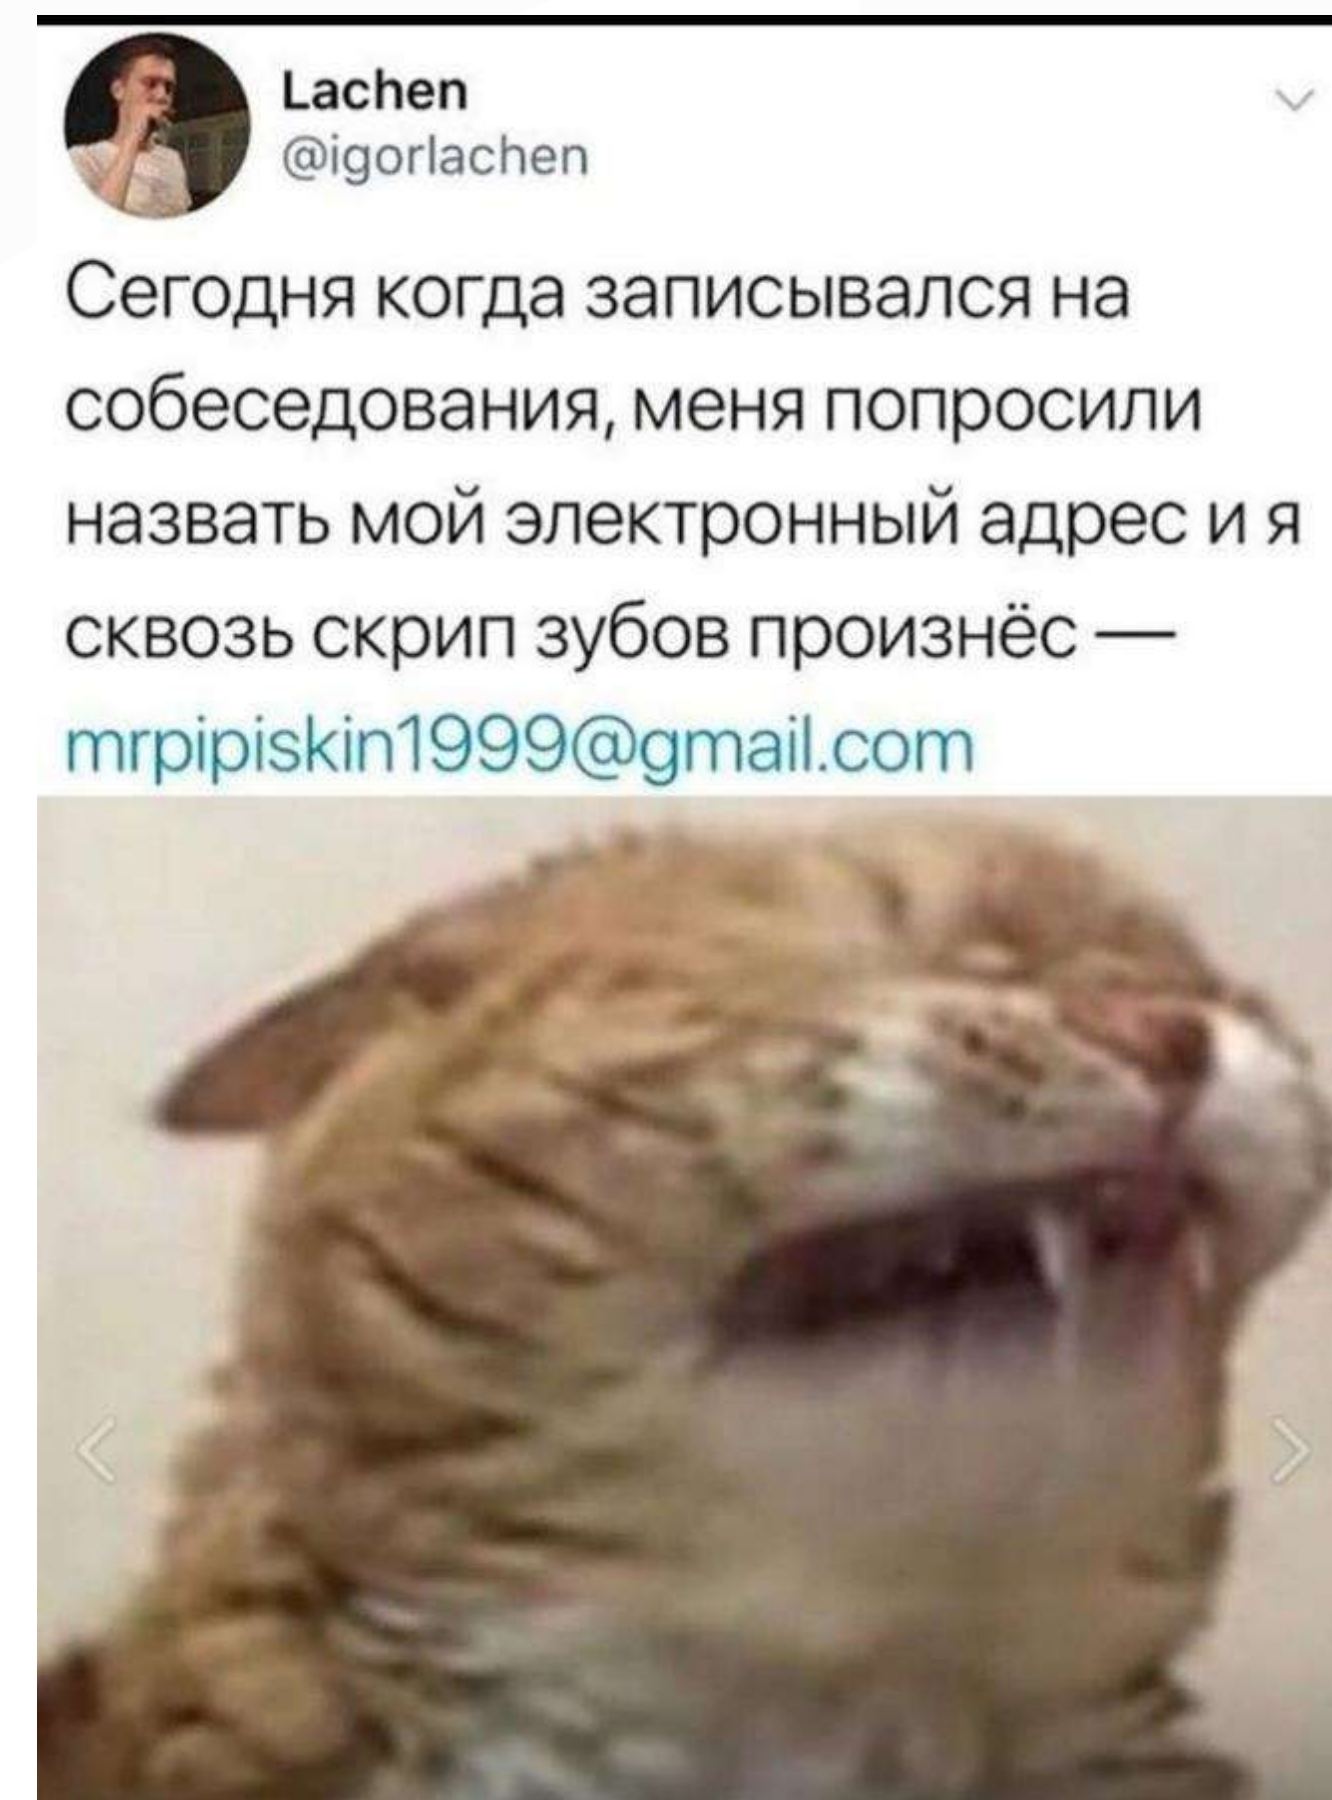 Lachen
@igorlachen
Сегодня когда записывался на
собеседования, меня попросили
назвать мой электронный адрес и я
сквозь скрип зубов произнёс —
mrpipiskin1999@gmail.com